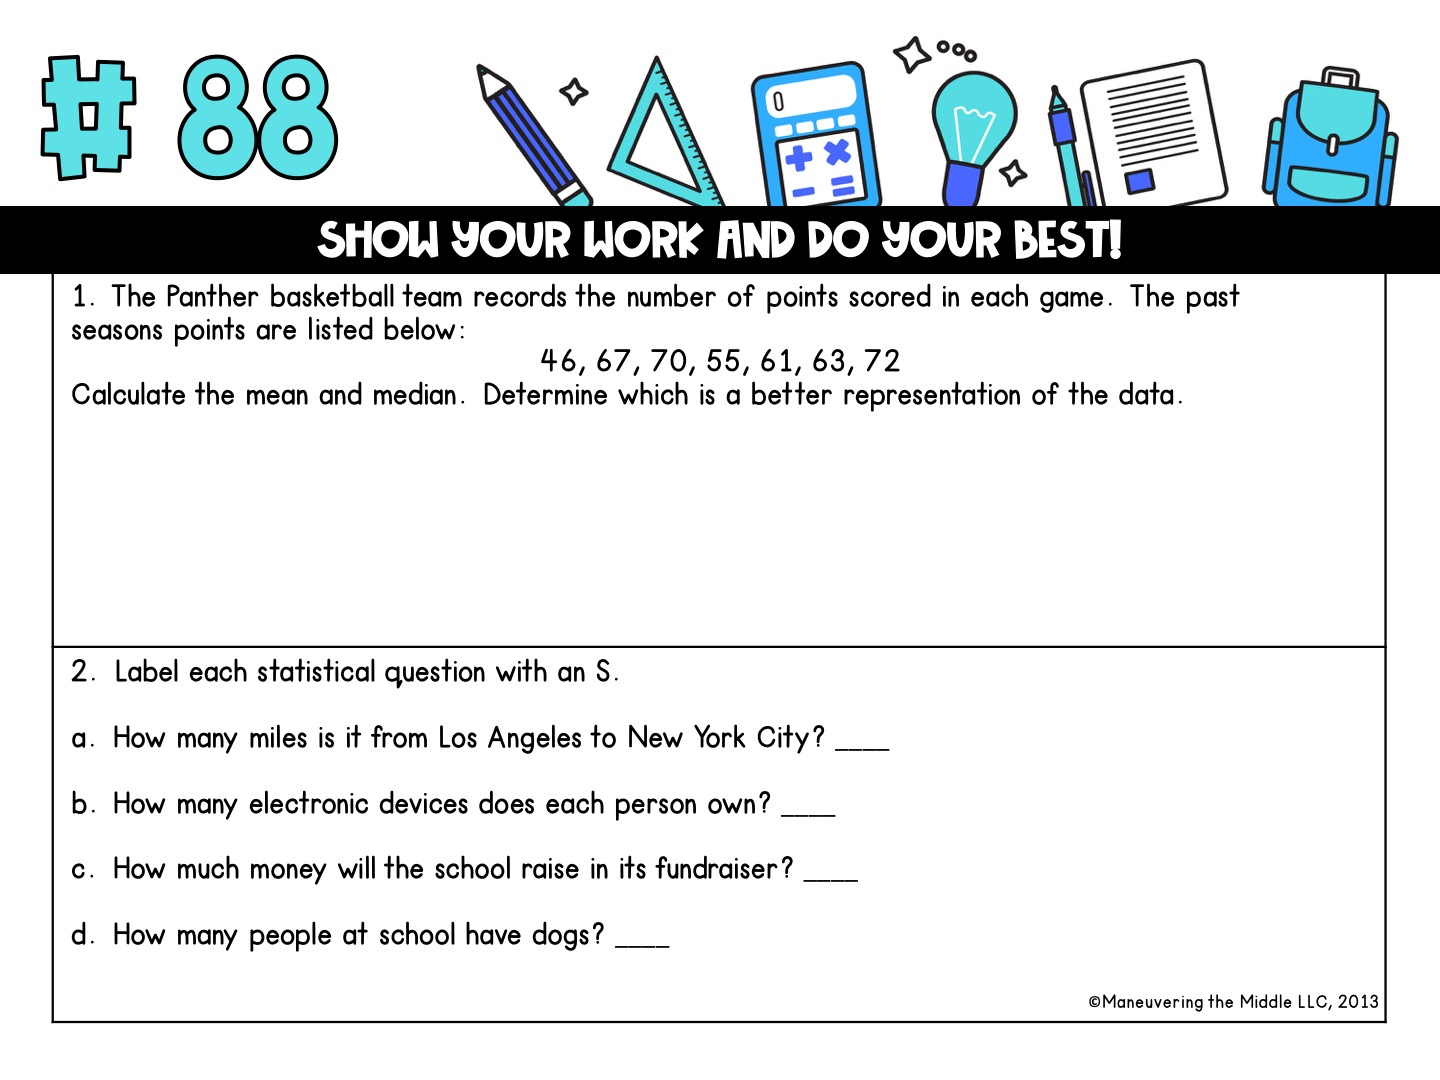 # 88
0
SHOW YOUR WORK AND DO YOUR BEST!
1. The Panther basketball team records the number of points scored in each game. The past
seasons points are listed below:
46, 67, 70, 55, 61, 63, 72
Calculate the mean and median. Determine which is a better representation of the data.
2. Label each statistical question with an S.
a. How many miles is it from Los Angeles to New York City? ____
b. How many electronic devices does each person own? ____
c. How much money will the school raise in its fundraiser? ____
d. How many people at school have dogs? ____
©Maneuvering the Middle LLC, 2013